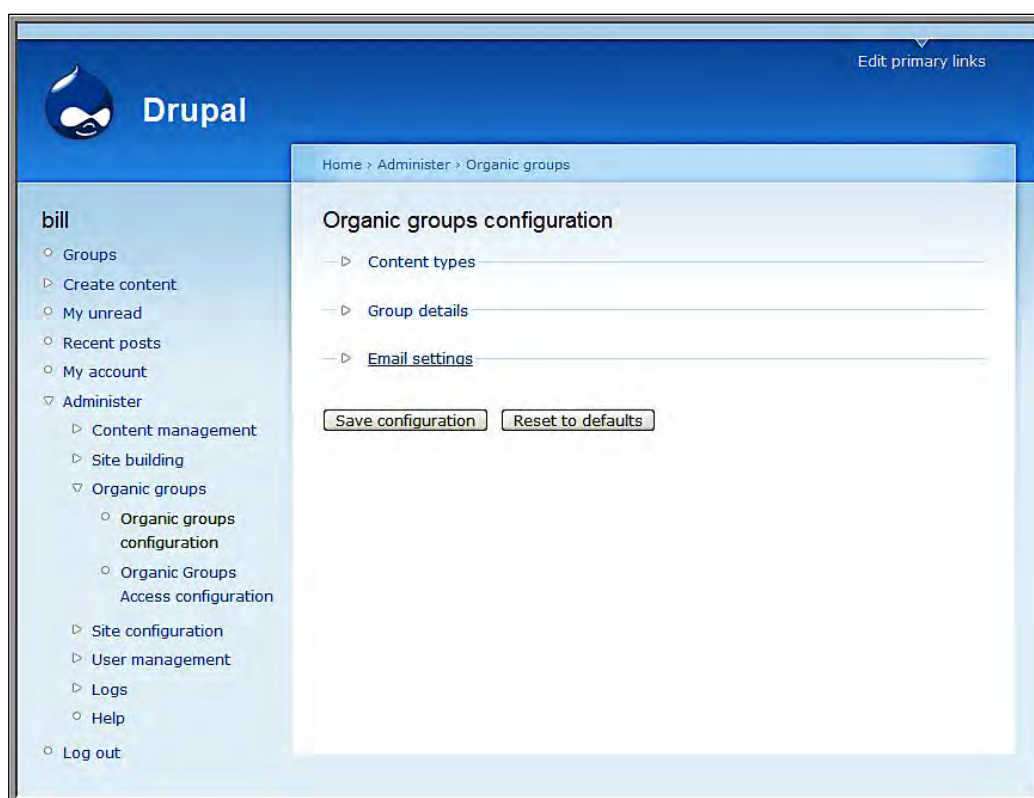 Edit primary links
Drupal
Home › Administer › Organic groups
bill
Groups
Create content
My unread
Recent posts
My account
Administer
Content management
Site building
Organic groups
Organic groups
configuration
Organic Groups
Access configuration
Site configuration
User management
Logs
Help
Log out
Organic groups configuration
Content types
Group details
Email settings
Save configuration Reset to defaults